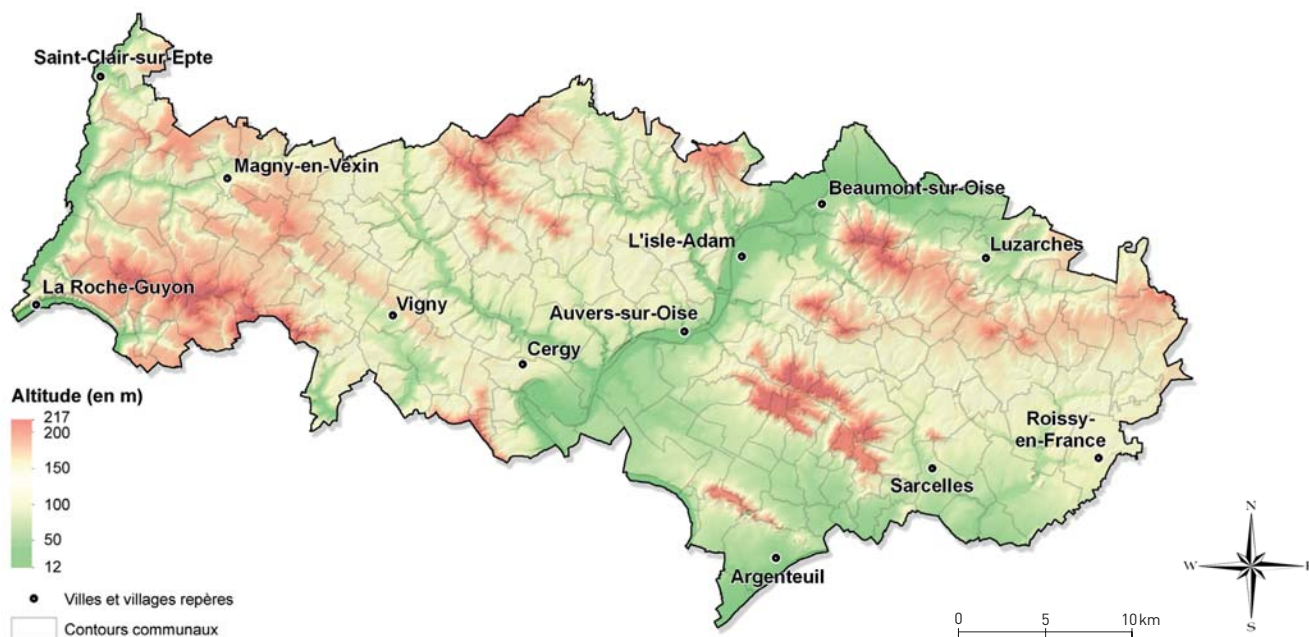 Saint-Clair-sur-Epte
Magny-en-Vexin
Beaumont-sur-Oise
L'isle-Adam
Luzarches
La Roche-Guyon
Vigny
Auvers-sur-Oise
Cergy
Altitude (en m)
217
200
150
100
50
12
Roissy-
en-France
Sarcelles
Argenteuil
Villes et villages repères
Contours communaux
N
W
E
S
0 5 10 km